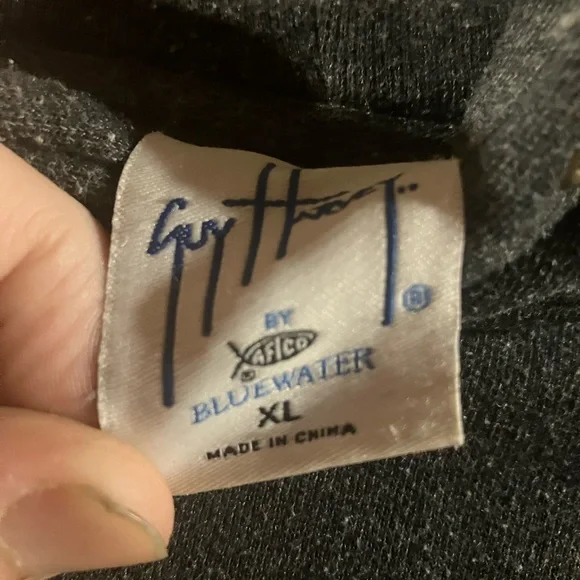 Guy Harvey
®
BY
AFTCO
®
BLUEWATER
XL
MADE IN CHINA